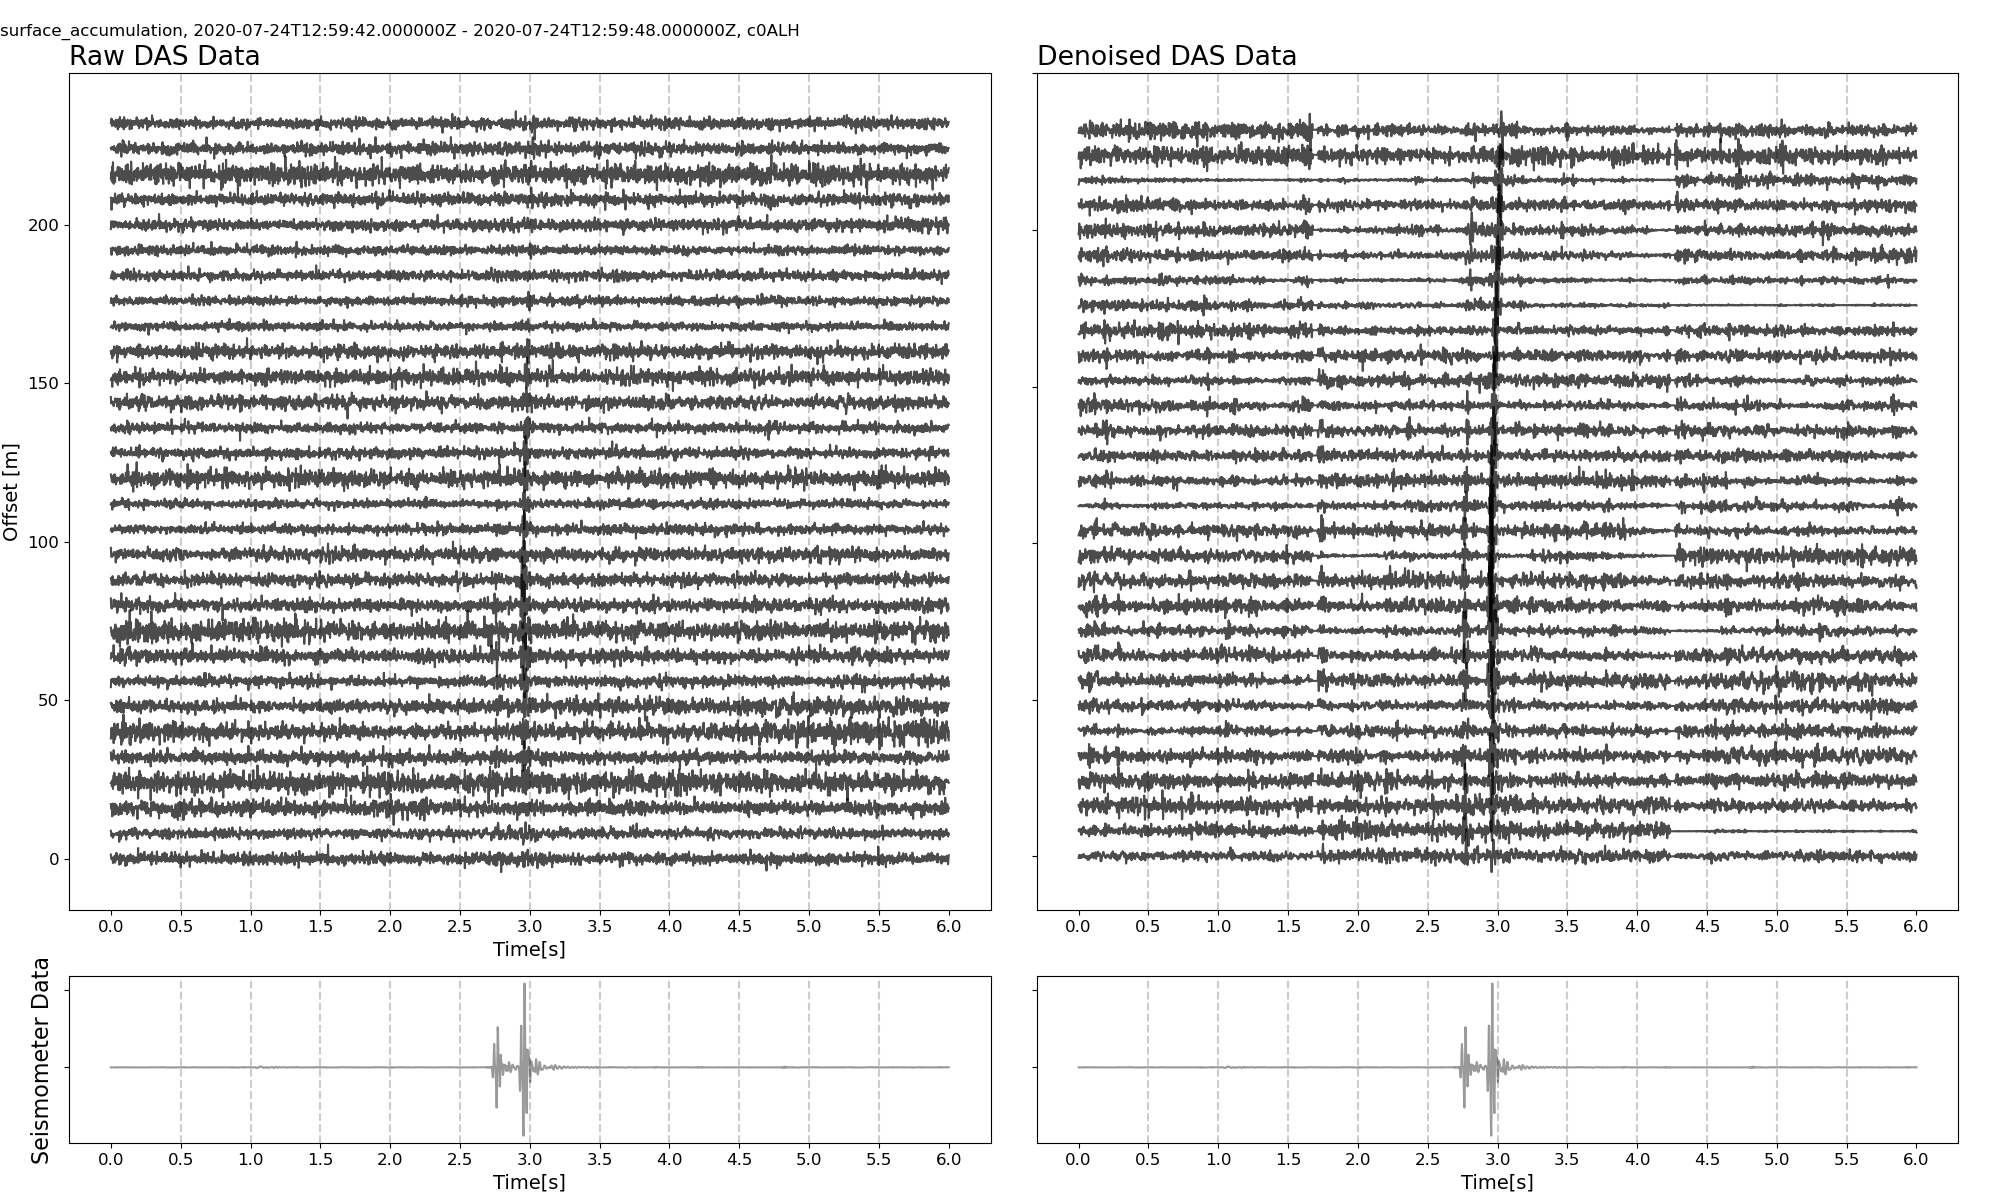 surface_accumulation, 2020-07-24T12:59:42.000000Z - 2020-07-24T12:59:48.000000Z, c0ALH
Raw DAS Data
Denoised DAS Data
Offset [m]
200
150
100
50
0
0.0 0.5 1.0 1.5 2.0 2.5 3.0 3.5 4.0 4.5 5.0 5.5 6.0
Time[s]
0.0 0.5 1.0 1.5 2.0 2.5 3.0 3.5 4.0 4.5 5.0 5.5 6.0
Seismometer Data
0.0 0.5 1.0 1.5 2.0 2.5 3.0 3.5 4.0 4.5 5.0 5.5 6.0
Time[s]
0.0 0.5 1.0 1.5 2.0 2.5 3.0 3.5 4.0 4.5 5.0 5.5 6.0
Time[s]